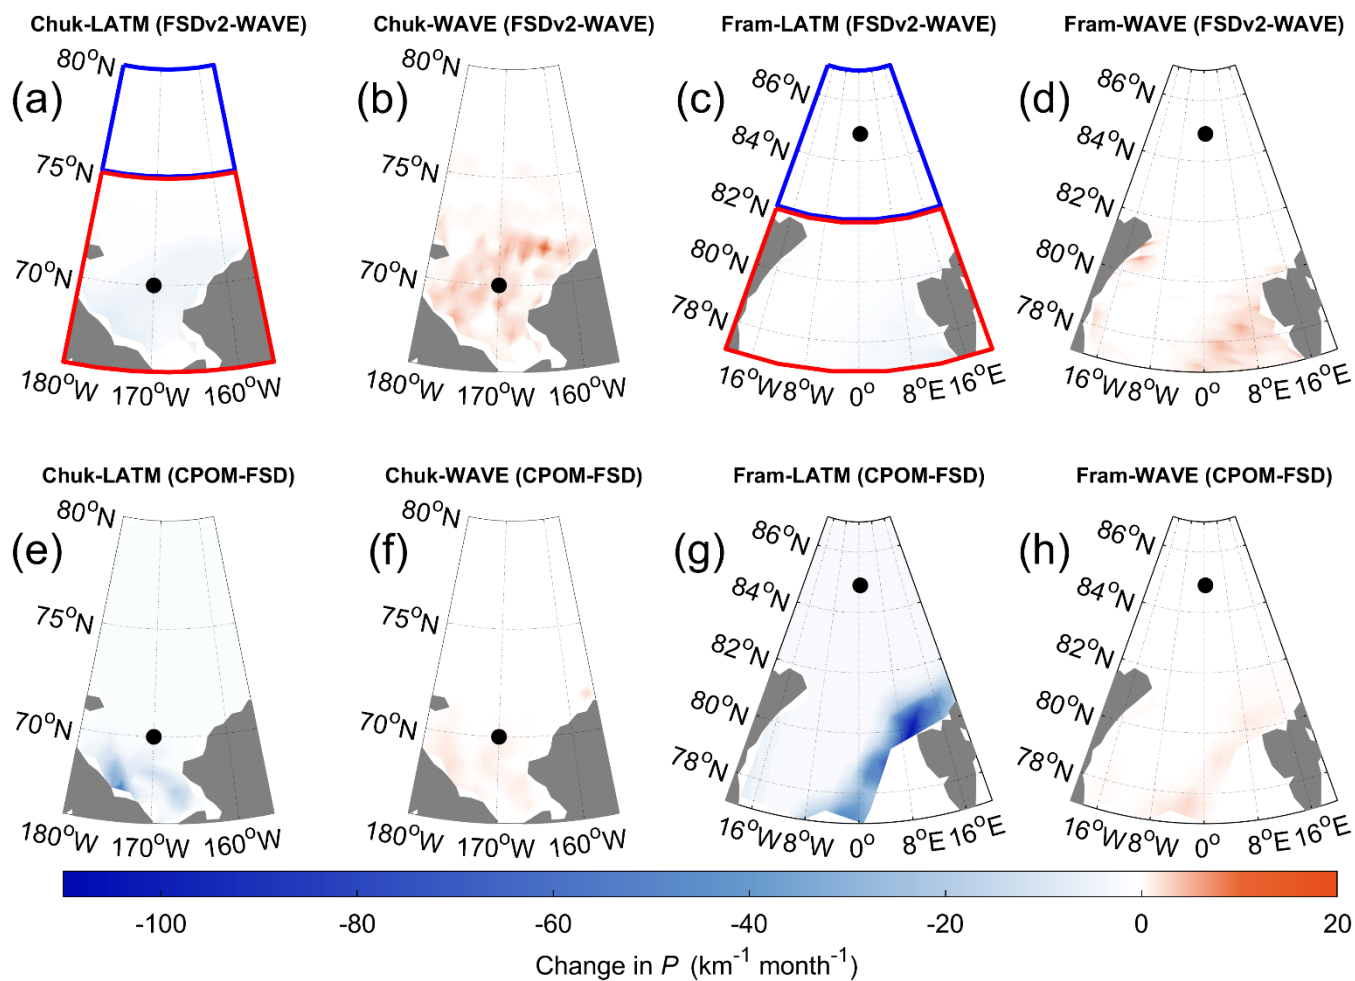 Chuk-LATM (FSDv2-WAVE) Chuk-WAVE (FSDv2-WAVE) Fram-LATM (FSDv2-WAVE) Fram-WAVE (FSDv2-WAVE)
(a) 80°N 75°N 70°N 180°W 170°W 160°W
(b) 80°N 75°N 70°N 180°W 170°W 160°W
(c) 86°N 84°N 82°N 80°N 78°N 16°W 8°W 0° 8°E 16°E
(d) 86°N 84°N 82°N 80°N 78°N 16°W 8°W 0° 8°E 16°E
Chuk-LATM (CPOM-FSD) Chuk-WAVE (CPOM-FSD) Fram-LATM (CPOM-FSD) Fram-WAVE (CPOM-FSD)
(e) 80°N 75°N 70°N 180°W 170°W 160°W
(f) 80°N 75°N 70°N 180°W 170°W 160°W
(g) 86°N 84°N 82°N 80°N 78°N 16°W 8°W 0° 8°E 16°E
(h) 86°N 84°N 82°N 80°N 78°N 16°W 8°W 0° 8°E 16°E
-100 -80 -60 -40 -20 0 20
Change in P (km⁻¹ month⁻¹)